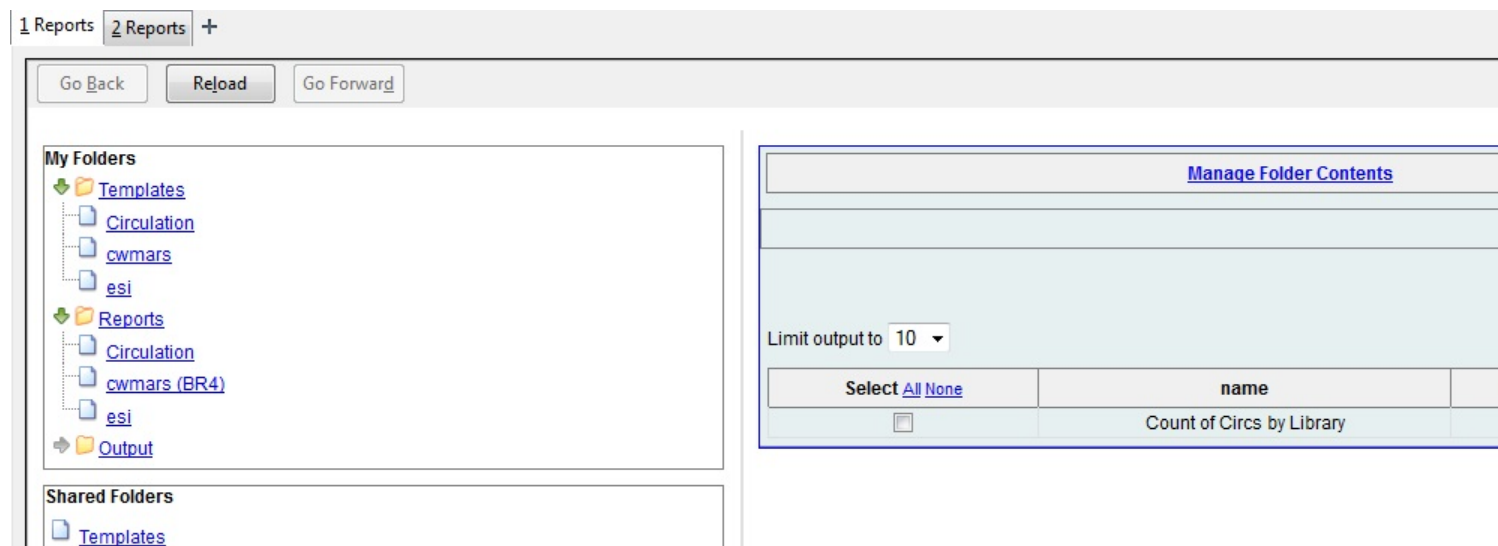 1 Reports 2 Reports +
Go Back Reload Go Forward
My Folders
Templates
Circulation
cwmars
esi
Reports
Circulation
cwmars (BR4)
esi
Output
Shared Folders
Templates
Manage Folder Contents
Limit output to 10
Select All None name
Count of Circs by Library